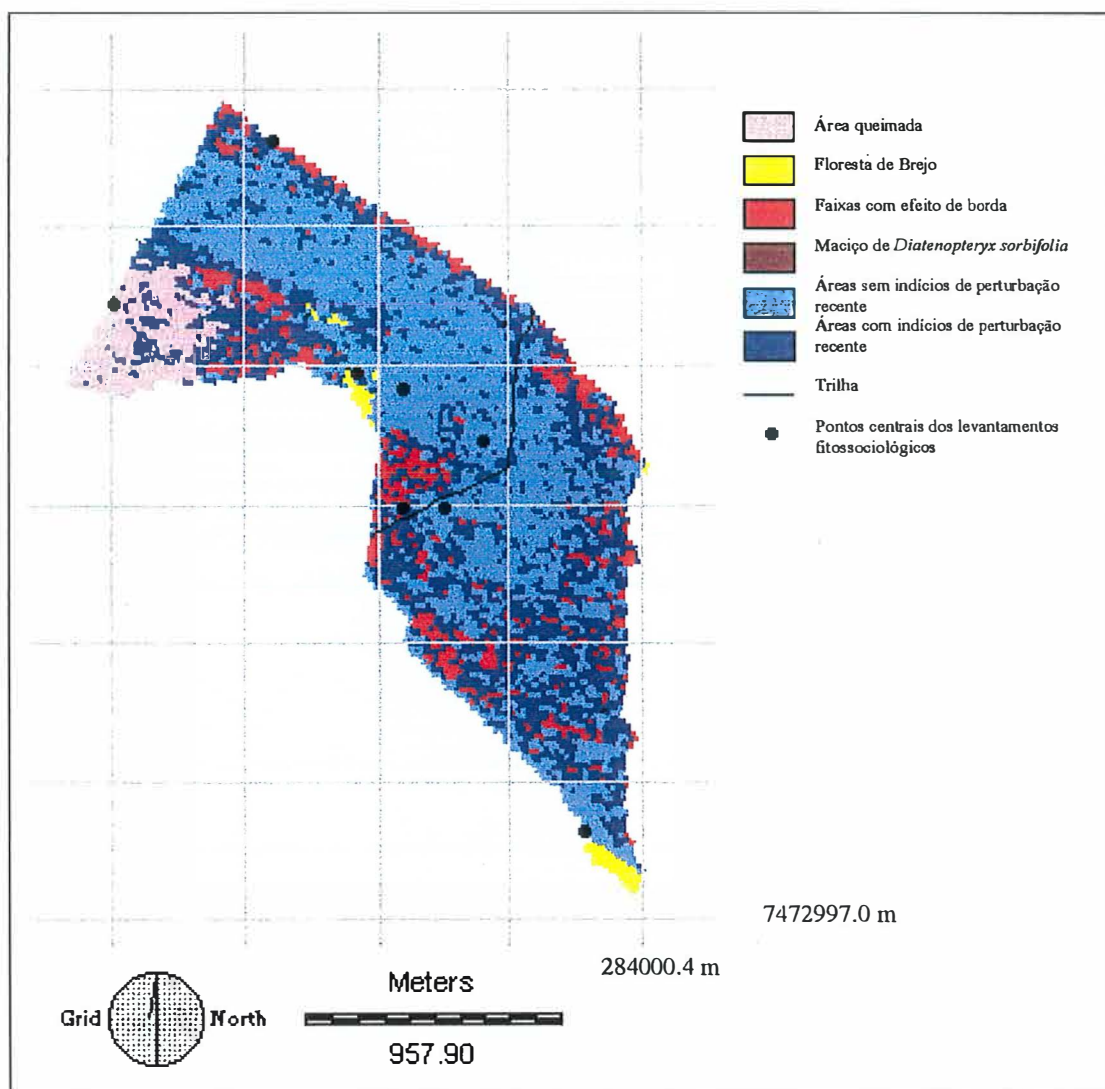 Área queimada
Floresta de Brejo
Faixas com efeito de borda
Maciço de Diatenopteryx sorbifolia
Áreas sem indícios de perturbação
recente
Áreas com indícios de perturbação
recente
Trilha
Pontos centrais dos levantamentos
fitossociológicos
7472997.0 m
284000.4 m
Meters
Grid North
957.90